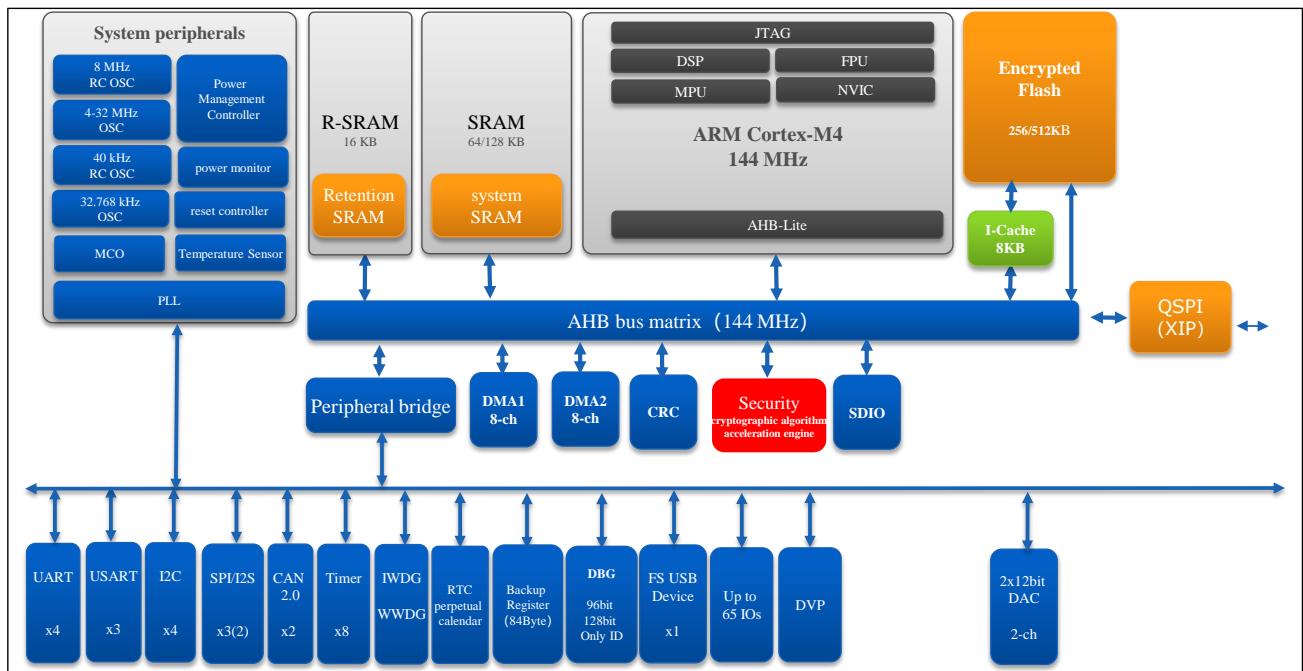 System peripherals
8 MHz
RC OSC
Power
Management
Controller
4-32 MHz
OSC
40 kHz
RC OSC
power monitor
32.768 kHz
OSC
reset controller
MCO
Temperature Sensor
PLL
R-SRAM
16 KB
Retention
SRAM
SRAM
64/128 KB
system
SRAM
JTAG
DSP
FPU
MPU
NVIC
ARM Cortex-M4
144 MHz
AHB-Lite
Encrypted
Flash
256/512KB
I-Cache
8KB
AHB bus matrix（144 MHz）
QSPI
(XIP)
Peripheral bridge
DMA1
8-ch
DMA2
8-ch
CRC
Security
cryptographic algorithm
acceleration engine
SDIO
UART
x4
USART
x3
I2C
x4
SPI/I2S
x3(2)
CAN
2.0
x2
Timer
x8
IWDG
WWDG
RTC
perpetual
calendar
Backup
Register
(84Byte)
DBG
96bit
128bit
Only ID
FS USB
Device
x1
Up to
65 IOs
DVP
2x12bit
DAC
2-ch